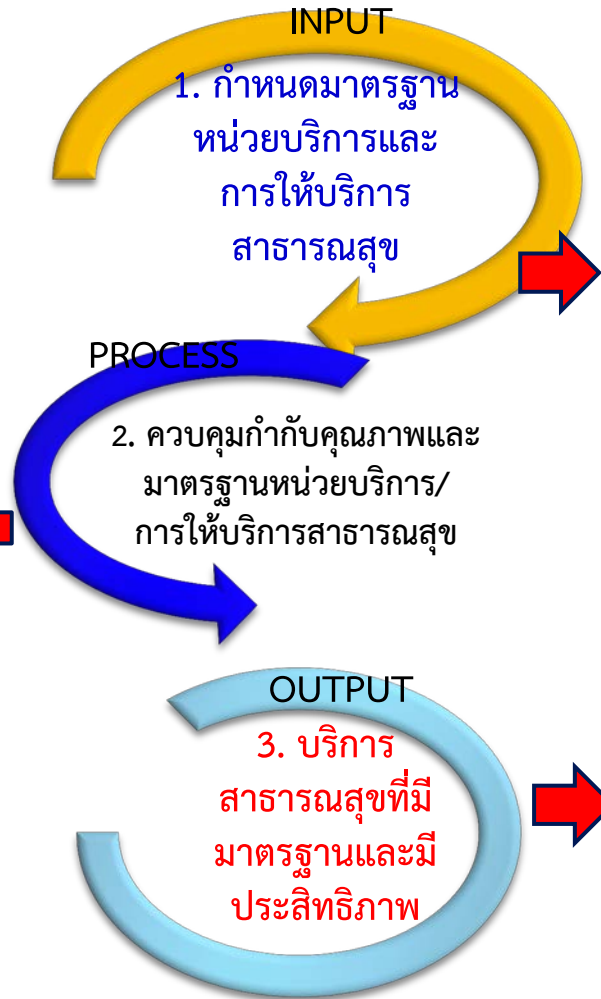 INPUT
1. กำหนดมาตรฐาน
หน่วยบริการและ
การให้บริการ
สาธารณสุข
PROCESS
2. ควบคุมกำกับคุณภาพและ
มาตรฐานหน่วยบริการ/
การให้บริการสาธารณสุข
OUTPUT
3. บริการ
สาธารณสุขที่มี
มาตรฐานและมี
ประสิทธิภาพ